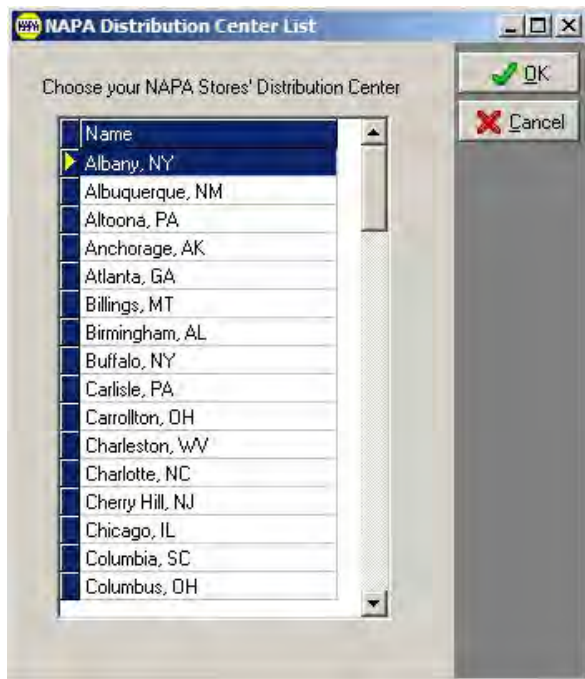 NAPA Distribution Center List
Choose your NAPA Stores' Distribution Center
OK
Cancel
Name
Albany, NY
Albuquerque, NM
Altoona, PA
Anchorage, AK
Atlanta, GA
Billings, MT
Birmingham, AL
Buffalo, NY
Carlisle, PA
Carrollton, OH
Charleston, WV
Charlotte, NC
Cherry Hill, NJ
Chicago, IL
Columbia, SC
Columbus, OH